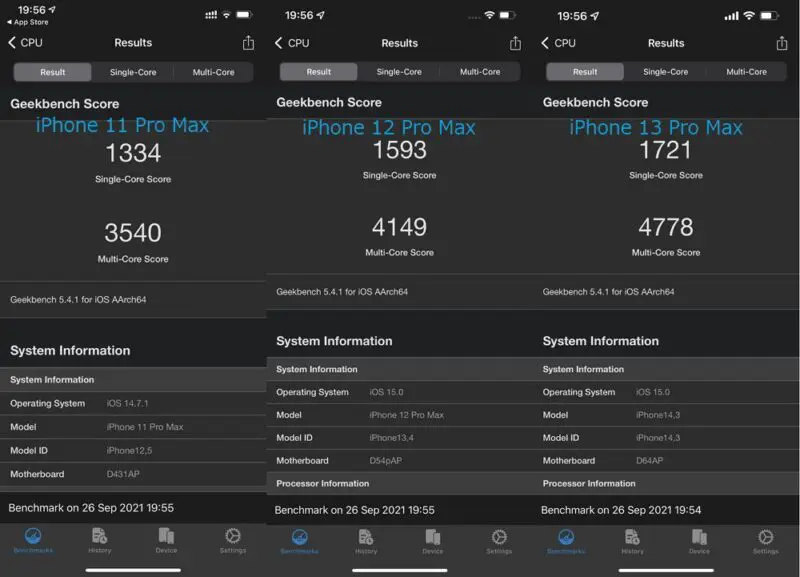 19:56
App Store
CPU
Results
Result Single-Core Multi-Core
Geekbench Score
iPhone 11 Pro Max
1334
Single-Core Score
3540
Multi-Core Score
Geekbench 5.4.1 for iOS AArch64
System Information
System Information
Operating System iOS 14.7.1
Model iPhone 11 Pro Max
Model ID iPhone12,5
Motherboard D431AP
Benchmark on 26 Sep 2021 19:55
Benchmarks History Device Settings
19:56
CPU
Results
Result Single-Core Multi-Core
Geekbench Score
iPhone 12 Pro Max
1593
Single-Core Score
4149
Multi-Core Score
Geekbench 5.4.1 for iOS AArch64
System Information
System Information
Operating System iOS 15.0
Model iPhone 12 Pro Max
Model ID iPhone13,4
Motherboard D54pAP
Processor Information
Benchmark on 26 Sep 2021 19:55
Benchmarks History Device Settings
19:56
CPU
Results
Result Single-Core Multi-Core
Geekbench Score
iPhone 13 Pro Max
1721
Single-Core Score
4778
Multi-Core Score
Geekbench 5.4.1 for iOS AArch64
System Information
System Information
Operating System iOS 15.0
Model iPhone14,3
Model ID iPhone14,3
Motherboard D64AP
Processor Information
Benchmark on 26 Sep 2021 19:54
Benchmarks History Device Settings